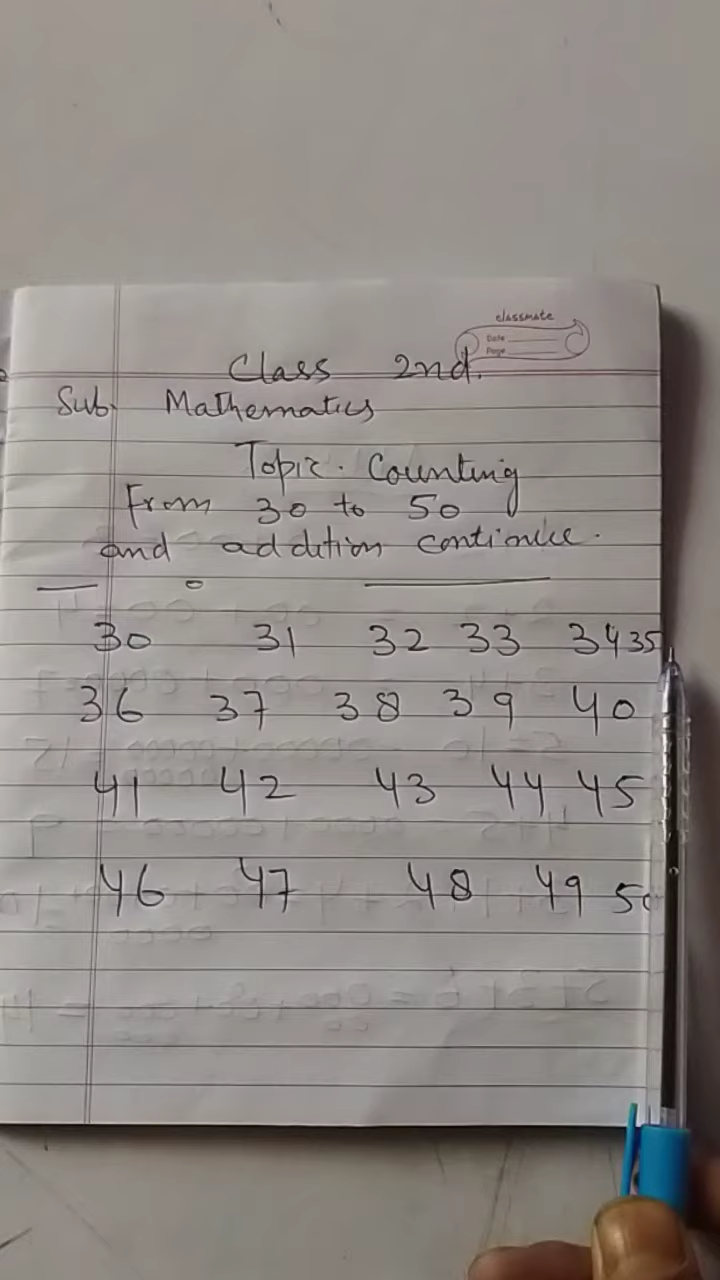 classmate
Date
Page
Class 2nd.
Sub. Mathematics
Topic. Counting
From 30 to 50
and addition continue.
30 31 32 33 34 35
36 37 38 39 40
41 42 43 44 45
46 47 48 49 50